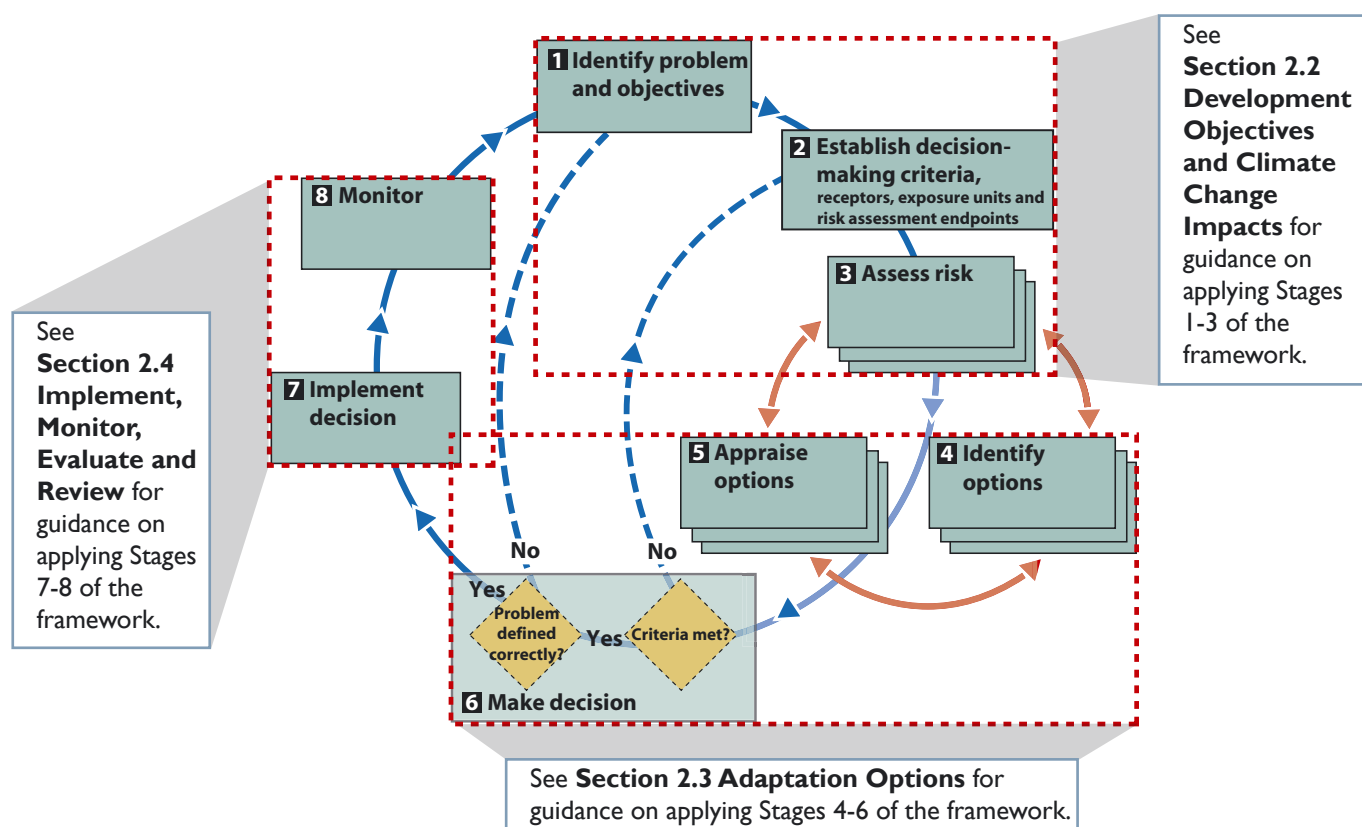 1 Identify problem
and objectives
2 Establish decision-
making criteria,
receptors, exposure units and
risk assessment endpoints
3 Assess risk
4 Identify
options
5 Appraise
options
No
No
Yes
Problem
defined
correctly?
Yes
Criteria met?
6 Make decision
7 Implement
decision
8 Monitor
See
Section 2.2
Development
Objectives
and Climate
Change
Impacts for
guidance on
applying Stages
1-3 of the
framework.
See
Section 2.4
Implement,
Monitor,
Evaluate and
Review for
guidance on
applying Stages
7-8 of the
framework.
See Section 2.3 Adaptation Options for
guidance on applying Stages 4-6 of the framework.